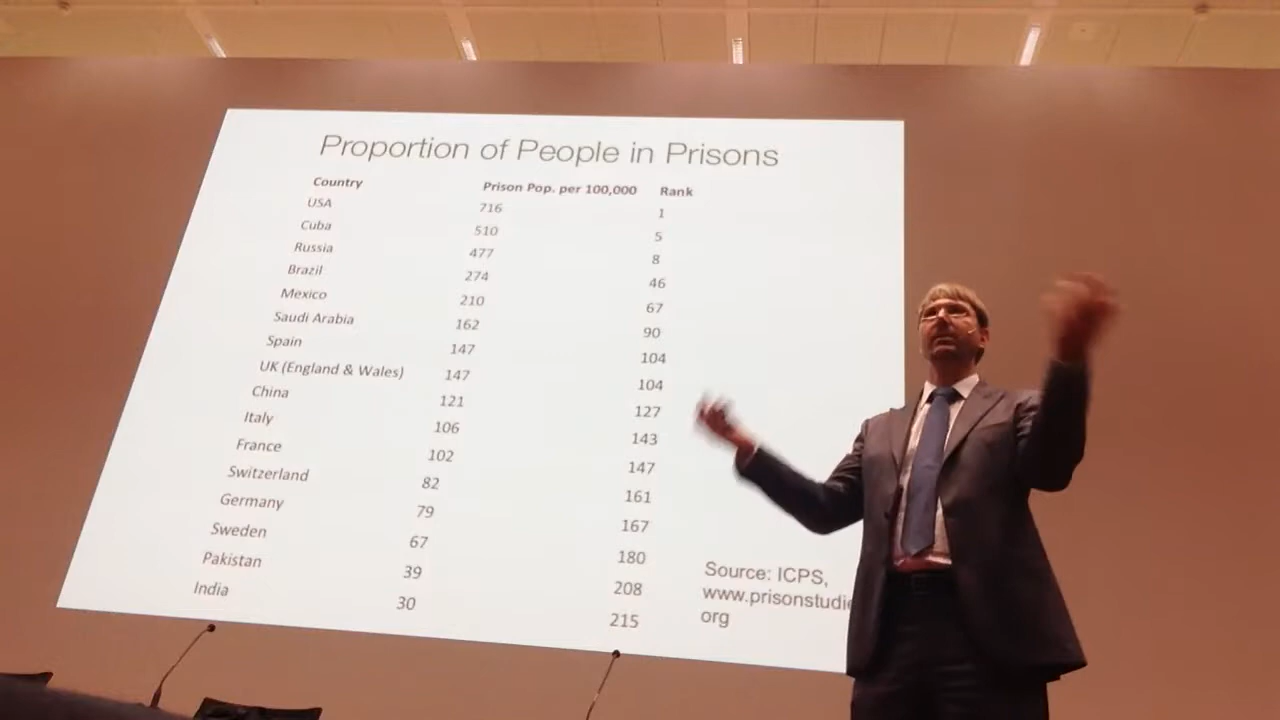 Proportion of People in Prisons
Country Prison Pop. per 100,000 Rank
USA 716 1
Cuba 510 5
Russia 477 8
Brazil 274 46
Mexico 210 67
Saudi Arabia 162 90
Spain 147 104
UK (England & Wales) 147 104
China 121 127
Italy 106 143
France 102 147
Switzerland 82 161
Germany 79 167
Sweden 67 180
Pakistan 39 208
India 30 215
Source: ICPS,
www.prisonstudie
org